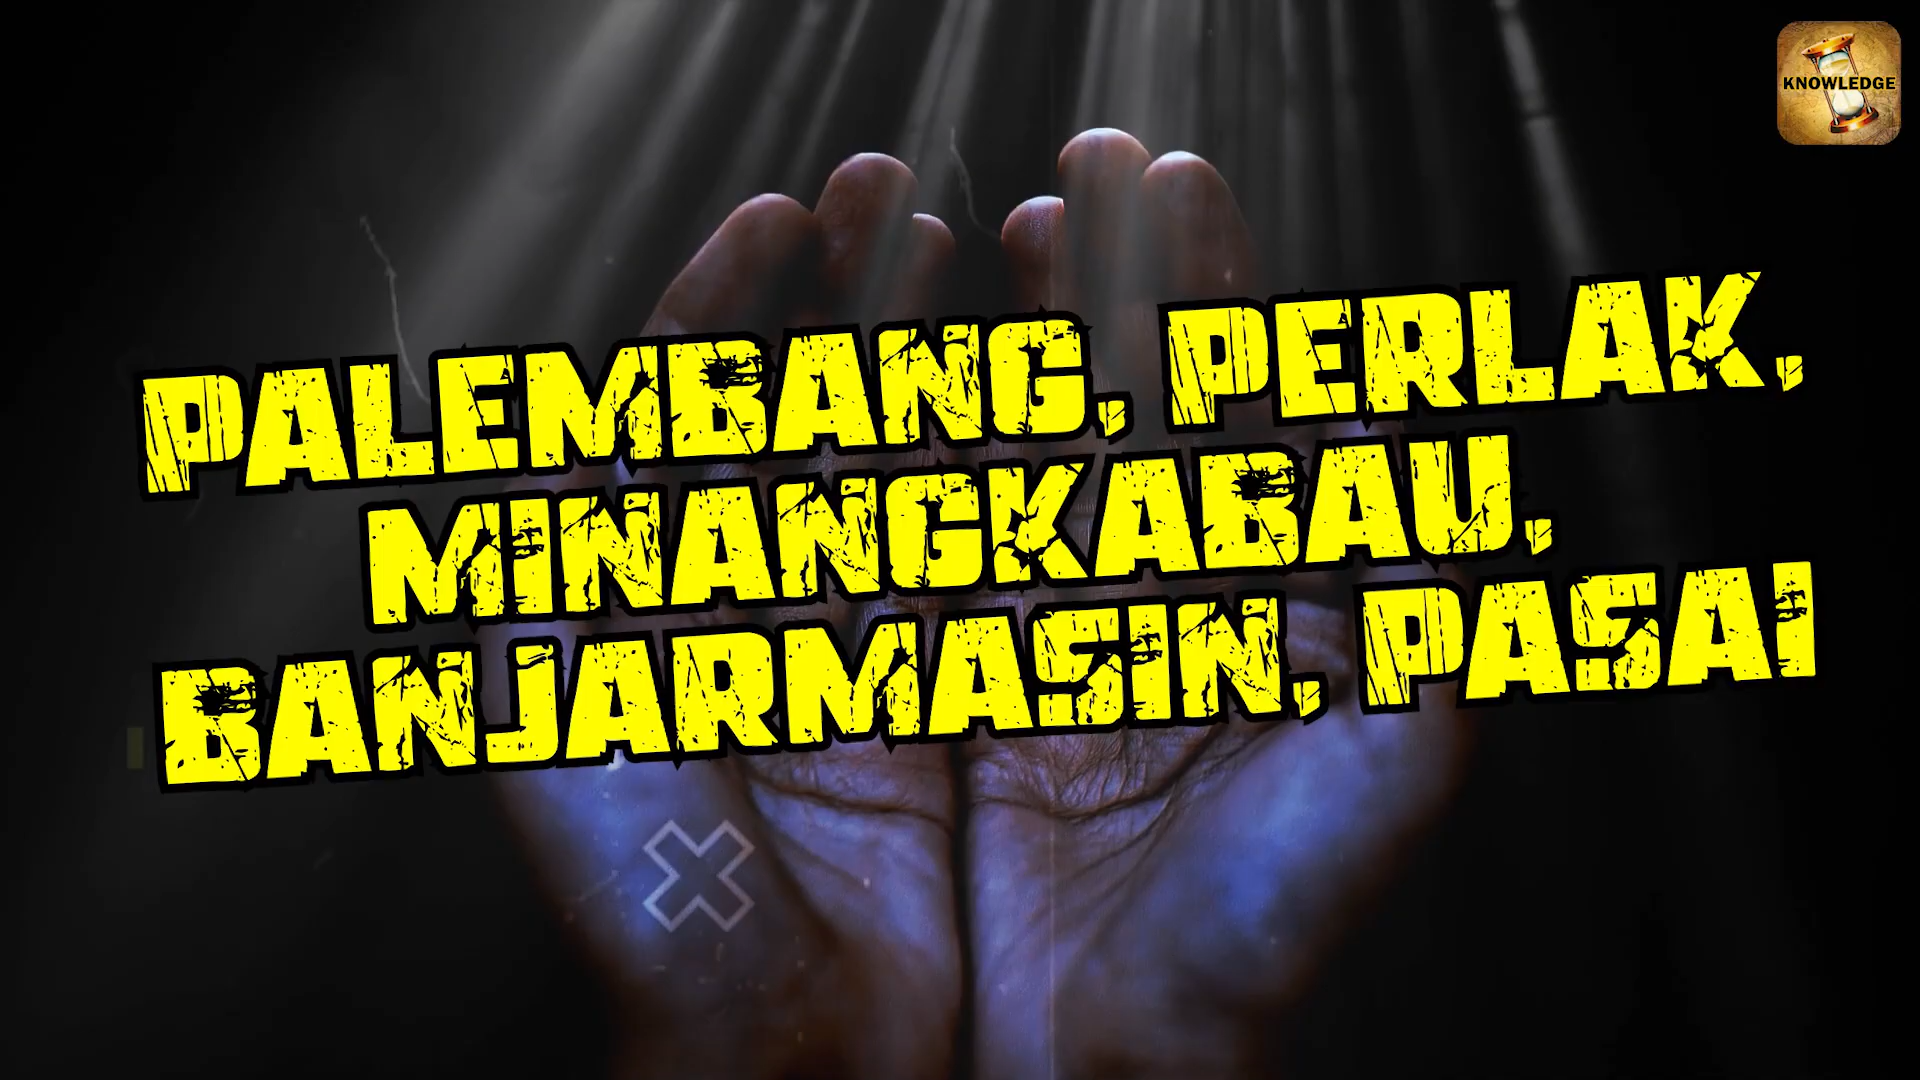 KNOWLEDGE
PALEMBANG, PERLAK,
MINANGKABAU,
BANJARMASIN, PASAI